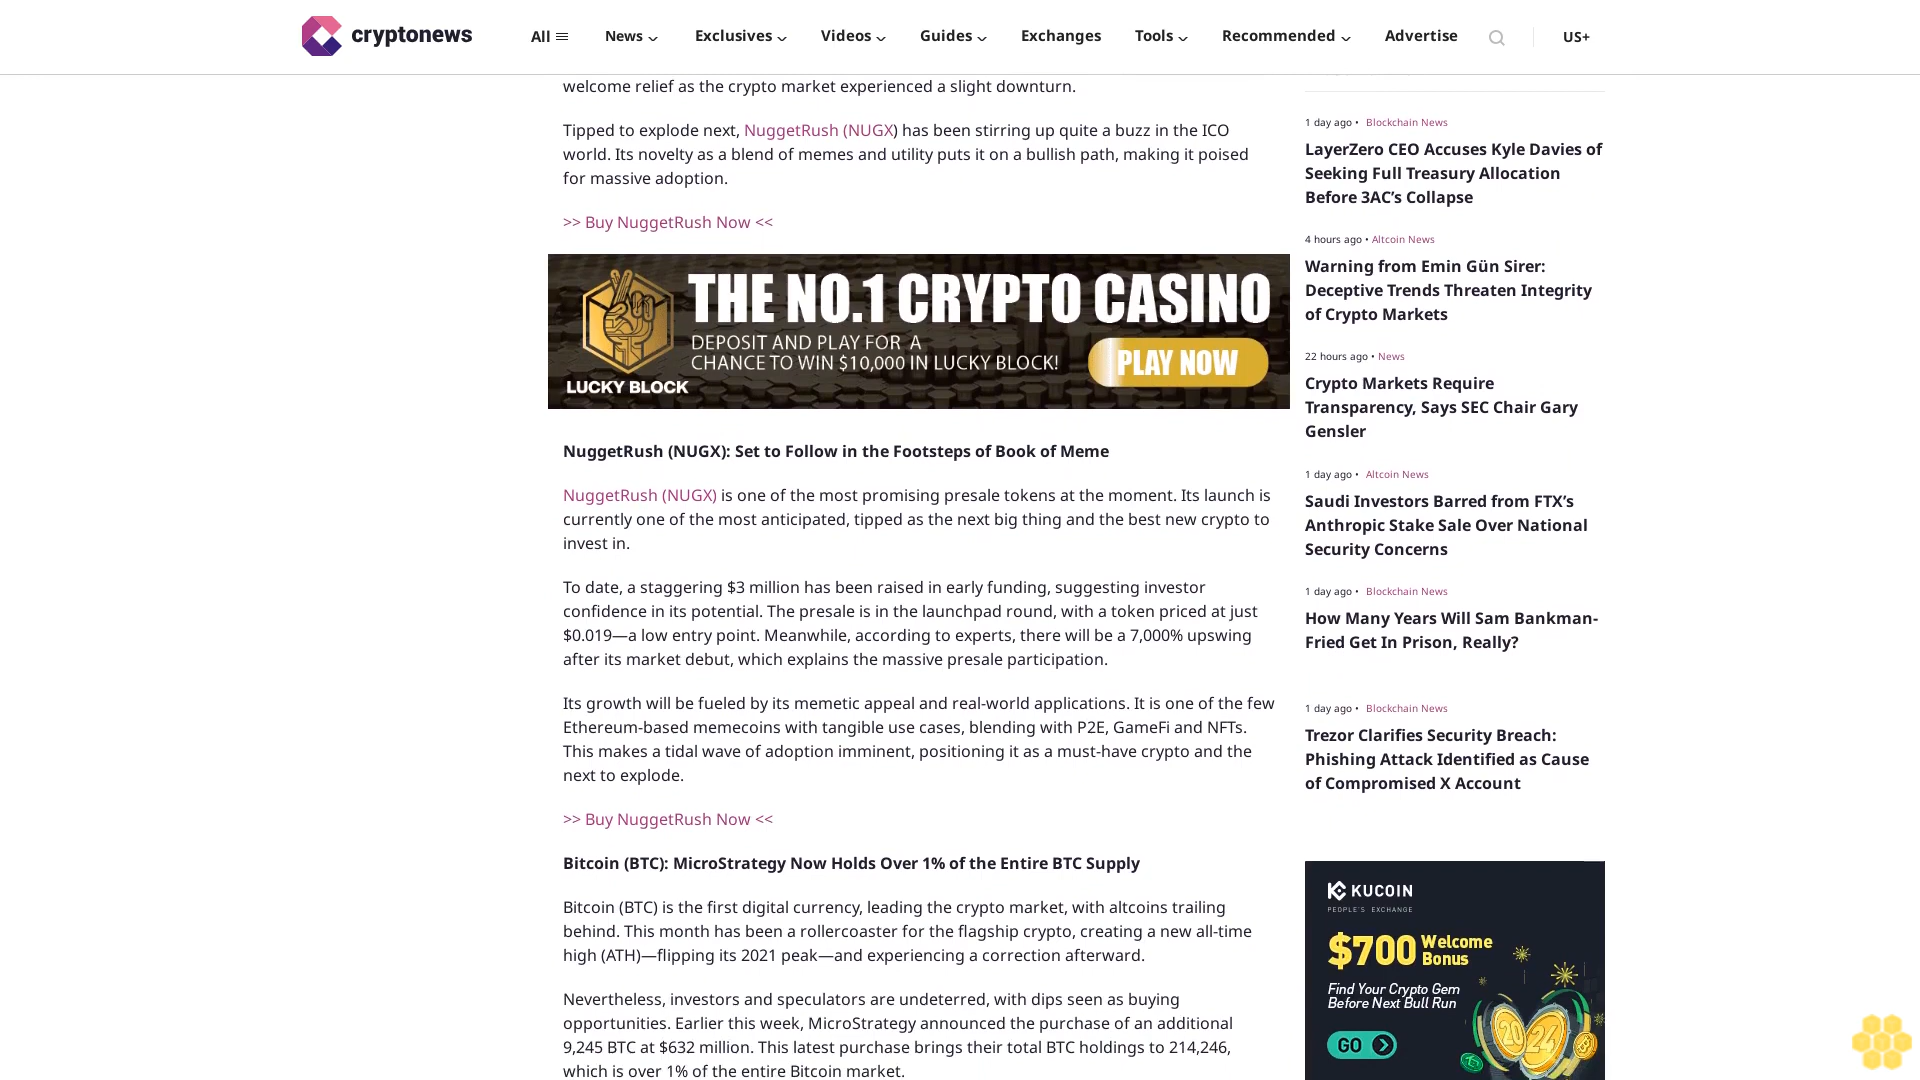 cryptonews
All
News
Exclusives
Videos
Guides
Exchanges
Tools
Recommended
Advertise
US+
welcome relief as the crypto market experienced a slight downturn.
Tipped to explode next, NuggetRush (NUGX) has been stirring up quite a buzz in the ICO
world. Its novelty as a blend of memes and utility puts it on a bullish path, making it poised
for massive adoption.
>> Buy NuggetRush Now <<
THE NO.1 CRYPTO CASINO
DEPOSIT AND PLAY FOR A
CHANCE TO WIN $10,000 IN LUCKY BLOCK!
PLAY NOW
LUCKY BLOCK
NuggetRush (NUGX): Set to Follow in the Footsteps of Book of Meme
NuggetRush (NUGX) is one of the most promising presale tokens at the moment. Its launch is
currently one of the most anticipated, tipped as the next big thing and the best new crypto to
invest in.
To date, a staggering $3 million has been raised in early funding, suggesting investor
confidence in its potential. The presale is in the launchpad round, with a token priced at just
$0.019—a low entry point. Meanwhile, according to experts, there will be a 7,000% upswing
after its market debut, which explains the massive presale participation.
Its growth will be fueled by its memetic appeal and real-world applications. It is one of the few
Ethereum-based memecoins with tangible use cases, blending with P2E, GameFi and NFTs.
This makes a tidal wave of adoption imminent, positioning it as a must-have crypto and the
next to explode.
>> Buy NuggetRush Now <<
Bitcoin (BTC): MicroStrategy Now Holds Over 1% of the Entire BTC Supply
Bitcoin (BTC) is the first digital currency, leading the crypto market, with altcoins trailing
behind. This month has been a rollercoaster for the flagship crypto, creating a new all-time
high (ATH)—flipping its 2021 peak—and experiencing a correction afterward.
Nevertheless, investors and speculators are undeterred, with dips seen as buying
opportunities. Earlier this week, MicroStrategy announced the purchase of an additional
9,245 BTC at $632 million. This latest purchase brings their total BTC holdings to 214,246,
which is over 1% of the entire Bitcoin market.
1 day ago • Blockchain News
LayerZero CEO Accuses Kyle Davies of
Seeking Full Treasury Allocation
Before 3AC’s Collapse
4 hours ago • Altcoin News
Warning from Emin Gün Sirer:
Deceptive Trends Threaten Integrity
of Crypto Markets
22 hours ago • News
Crypto Markets Require
Transparency, Says SEC Chair Gary
Gensler
1 day ago • Altcoin News
Saudi Investors Barred from FTX’s
Anthropic Stake Sale Over National
Security Concerns
1 day ago • Blockchain News
How Many Years Will Sam Bankman-
Fried Get In Prison, Really?
1 day ago • Blockchain News
Trezor Clarifies Security Breach:
Phishing Attack Identified as Cause
of Compromised X Account
KUCOIN
PEOPLE'S EXCHANGE
$700 Welcome
Bonus
Find Your Crypto Gem
Before Next Bull Run
GO
20
24